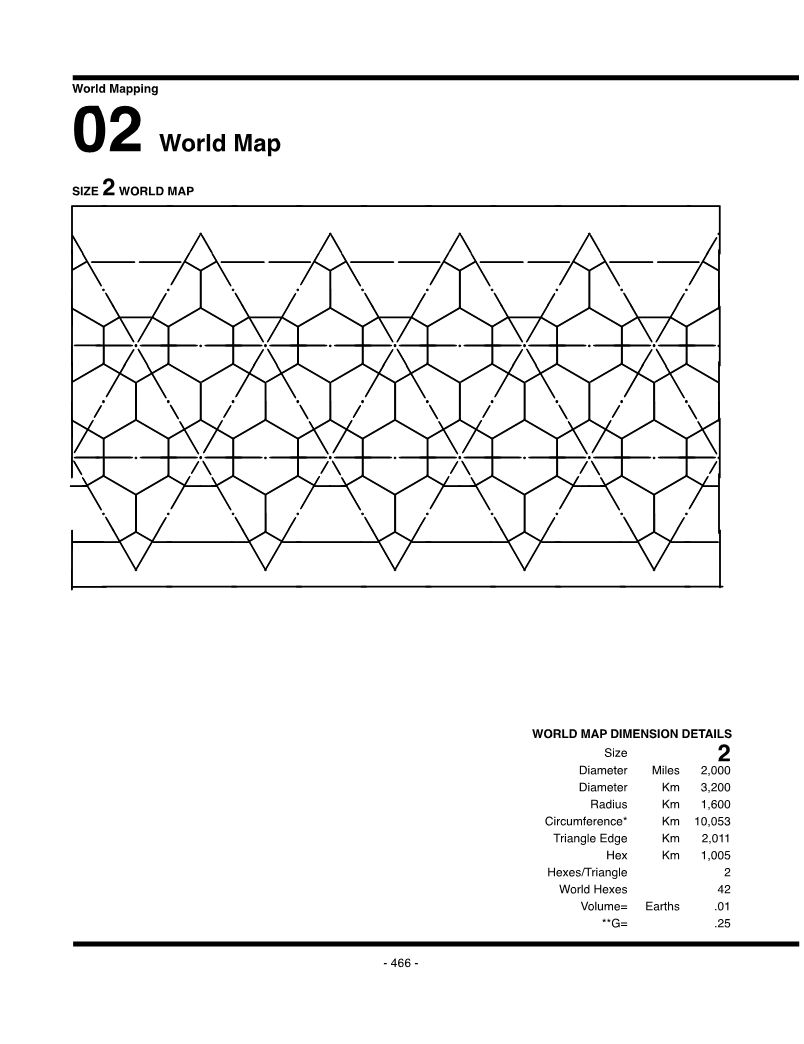 World Mapping
02 World Map
SIZE 2 WORLD MAP
WORLD MAP DIMENSION DETAILS
Size 2
Diameter Miles 2,000
Diameter Km 3,200
Radius Km 1,600
Circumference* Km 10,053
Triangle Edge Km 2,011
Hex Km 1,005
Hexes/Triangle 2
World Hexes 42
Volume= Earths .01
**G= .25
- 466 -